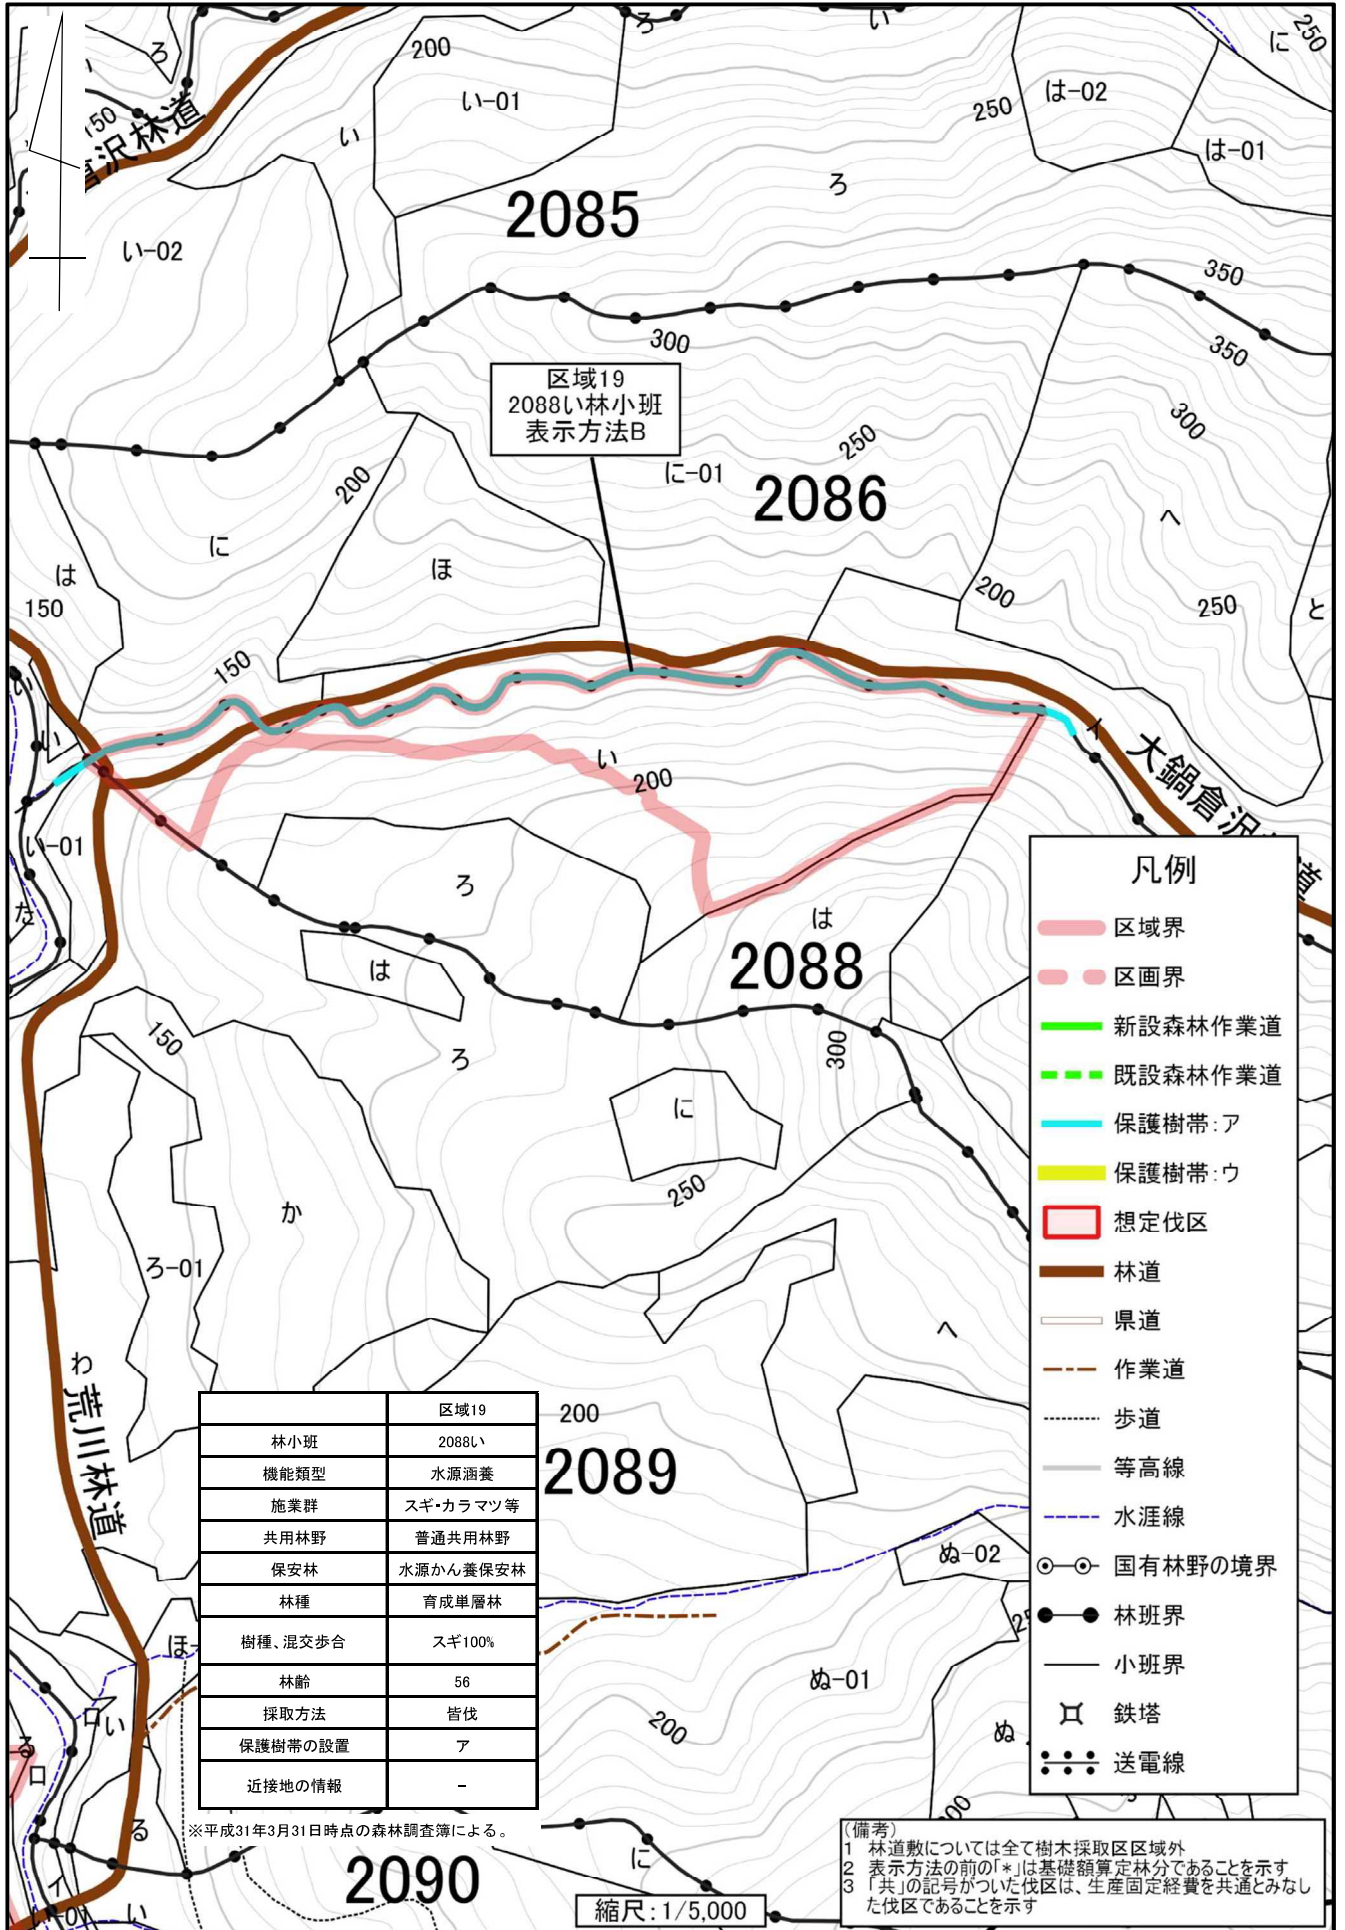 ろ
い
に
250
200
い-01
い
は-02
250
150
倉沢林道
は-01
ろ
2085
い-02
350
300
350
区域19
2088い林小班
表示方法B
300
250
に-01
2086
200
へ
に
ほ
は
200
250
150
と
150
い
い
イ
い
200
大鍋倉沢
道
い-01
ろ
た
は
2088
は
150
ろ
300
に
250
か
ろ-01
へ
わ
荒川林道
200
2089
区域19
林小班 2088い
機能類型 水源涵養
施業群 スギ・カラマツ等
共用林野 普通共用林野
保安林 水源かん養保安林
林種 育成単層林
樹種、混交歩合 スギ100%
林齢 56
採取方法 皆伐
保護樹帯の設置 ア
近接地の情報 -
※平成31年3月31日時点の森林調査簿による。
ぬ-02
ほ-
ぬ-01
200
ぬ
ロ
い
る
ロ
る
イ
い
2090
に
縮尺:1/5,000
凡例
区域界
区画界
新設森林作業道
既設森林作業道
保護樹帯:ア
保護樹帯:ウ
想定伐区
林道
県道
作業道
歩道
等高線
水涯線
国有林野の境界
林班界
小班界
鉄塔
送電線
(備考)
1 林道敷については全て樹木採取区区域外
2 表示方法の前の「*」は基礎額算定林分であることを示す
3 「共」の記号がついた伐区は、生産固定経費を共通とみなし
た伐区であることを示す